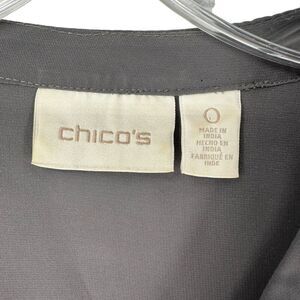 chico's
0
MADE IN
INDIA
HECHO EN
INDIA
FABRIQUÉ EN
INDE